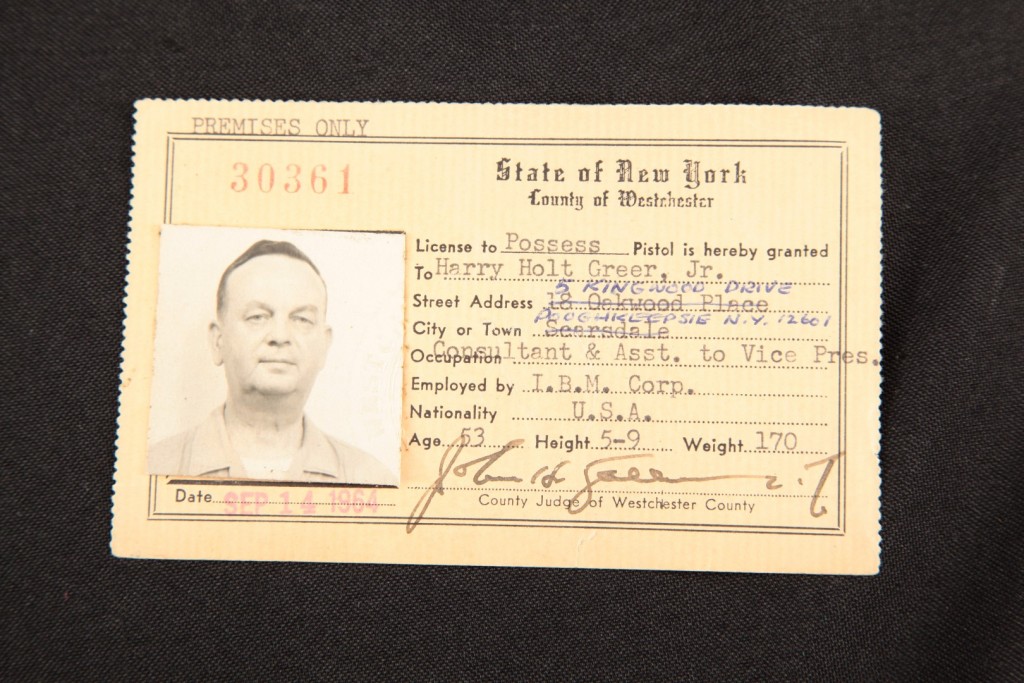 PREMISES ONLY
30361
State of New York
County of Westchester
License to Possess Pistol is hereby granted
To Harry Holt Greer, Jr.
5 KINGWOOD DRIVE
Street Address 18 Oakwood Place
POUGHKEEPSIE N.Y. 12601
City or Town Scarsdale
Occupation Consultant & Asst. to Vice Pres.
Employed by I.B.M. Corp.
Nationality U.S.A.
Age 53 Height 5-9 Weight 170
Date SEP 14 1964
County Judge of Westchester County